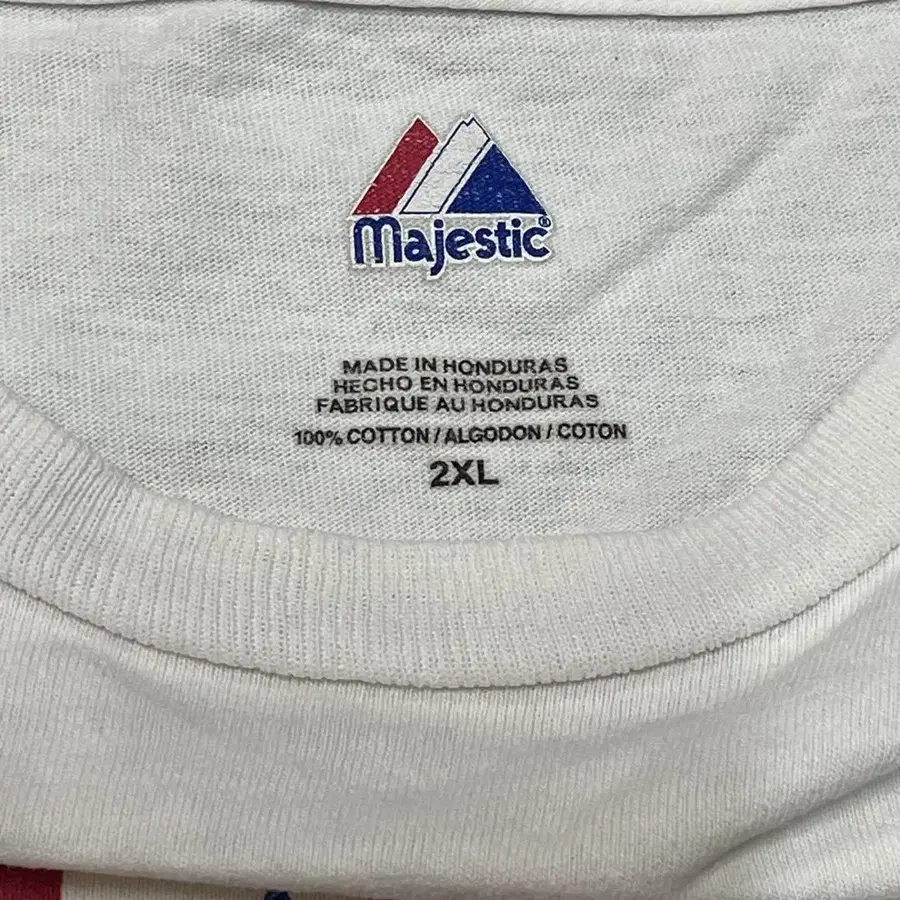 Majestic®
MADE IN HONDURAS
HECHO EN HONDURAS
FABRIQUE AU HONDURAS
100% COTTON / ALGODON / COTON
2XL